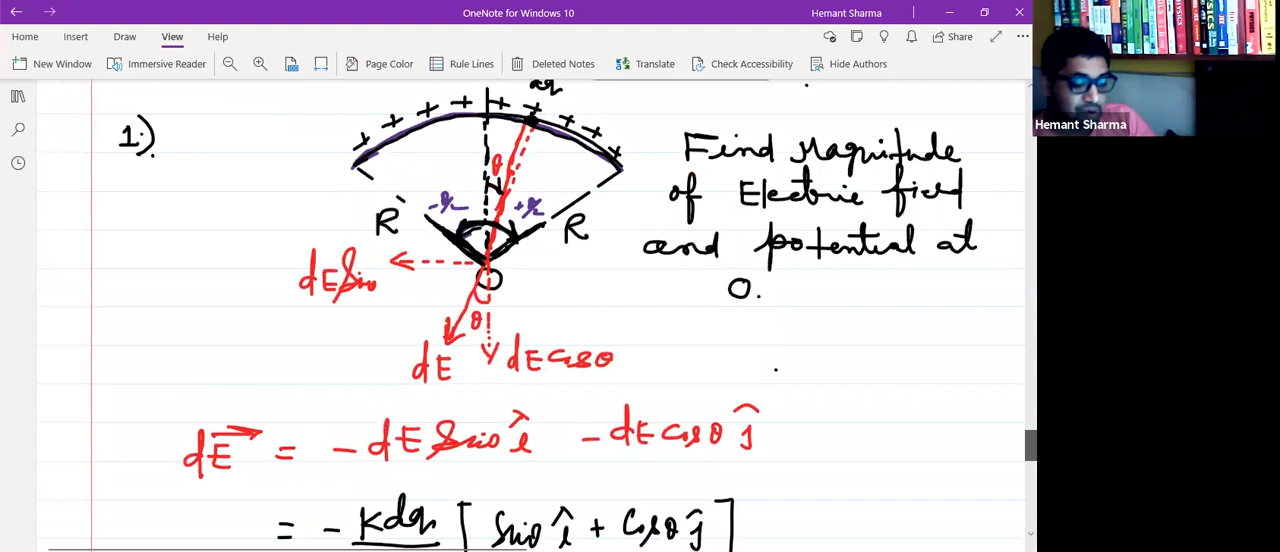 OneNote for Windows 10
Hemant Sharma
Home Insert Draw View Help
Share
New Window Immersive Reader Page Color Rule Lines Deleted Notes Translate Check Accessibility Hide Authors
Hemant Sharma
1.)
+ + + + + + + + +
θ
Find Magnitude
of Electric field
and potential at
O.
R R
dE Sinθ
O
θ
dE
dE Cosθ
dE = - dE Sinθ î - dE Cosθ ĵ
= - Kdq [ Sinθ î + Cosθ ĵ ]